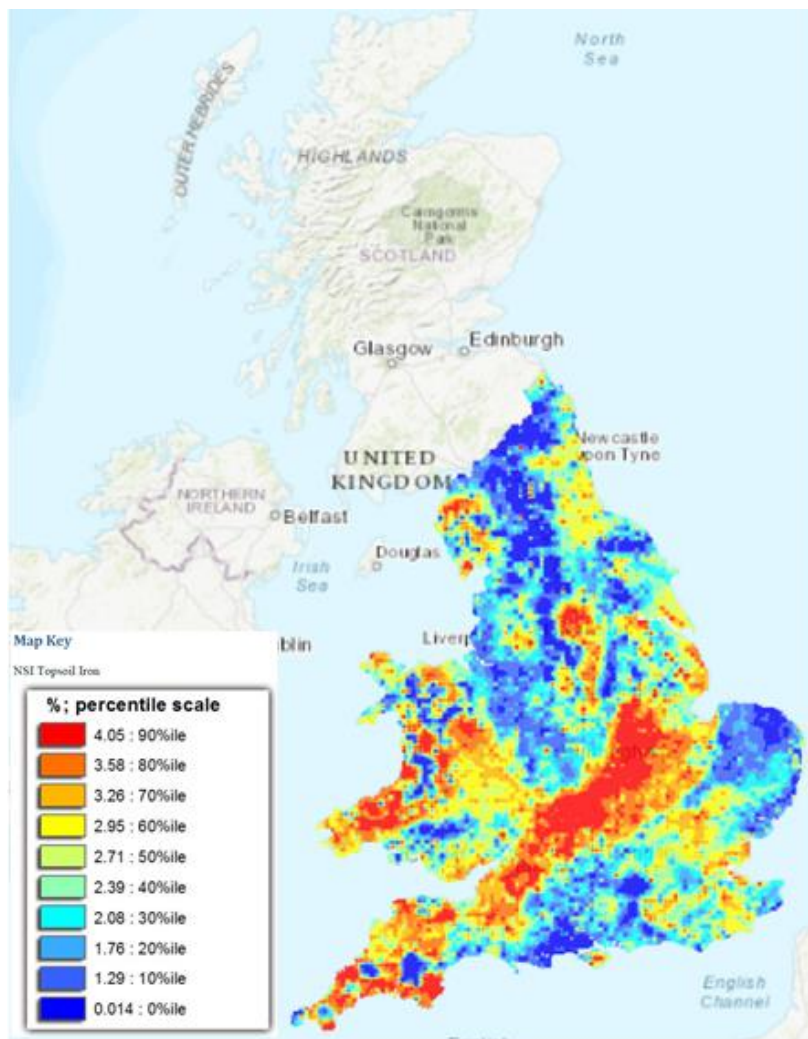 North
Sea
OUTER HEBRIDES
HIGHLANDS
Cairngorms
National
Park
SCOTLAND
Edinburgh
Glasgow
Newcastle
upon Tyne
UNITED
KINGDOM
NORTHERN
IRELAND
Belfast
Douglas
Irish
Sea
Liverp
blin
Map Key
NSI Topsoil Iron
%; percentile scale
4.05 : 90%ile
3.58 : 80%ile
3.26 : 70%ile
2.95 : 60%ile
2.71 : 50%ile
2.39 : 40%ile
2.08 : 30%ile
1.76 : 20%ile
1.29 : 10%ile
0.014 : 0%ile
English
Channel